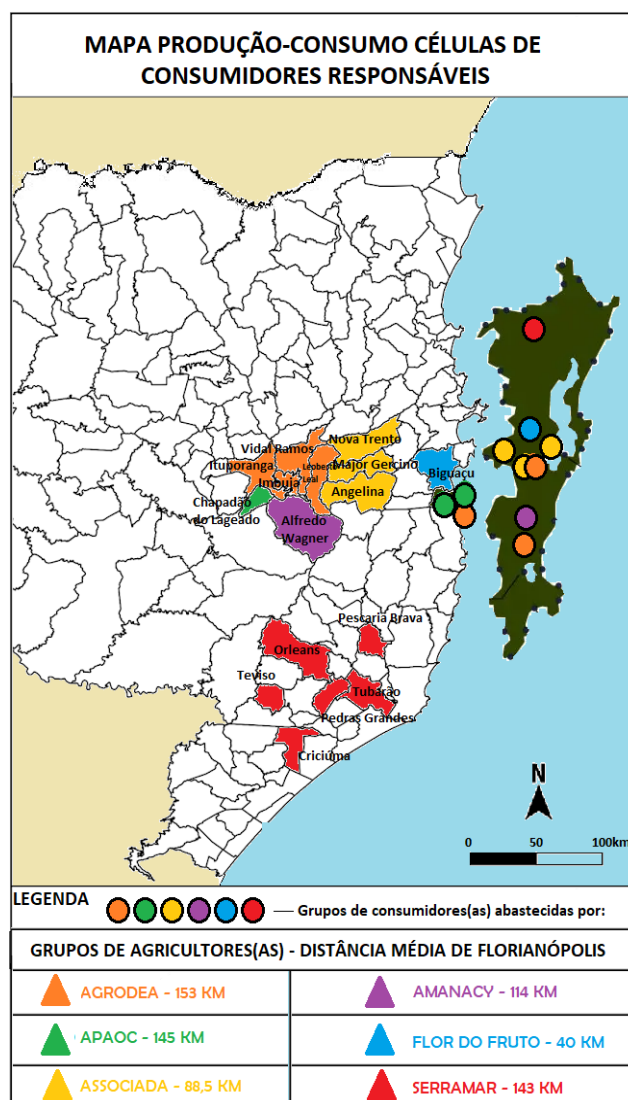 MAPA PRODUÇÃO-CONSUMO CÉLULAS DE
CONSUMIDORES RESPONSÁVEIS
Nova Trento
Vidal Ramos
Ituporanga
Leoberto
Leal
Major Gercino
Biguaçu
Imbuia
Angelina
Chapadão
do Lageado
Alfredo
Wagner
Pescaria Brava
Orleans
Teviso
Tubarão
Pedras Grandes
Criciúma
N
0 50 100km
LEGENDA
Grupos de consumidores(as) abastecidas por:
GRUPOS DE AGRICULTORES(AS) - DISTÂNCIA MÉDIA DE FLORIANÓPOLIS
AGRODEA - 153 KM
AMANACY - 114 KM
APAOC - 145 KM
FLOR DO FRUTO - 40 KM
ASSOCIADA - 88,5 KM
SERRAMAR - 143 KM